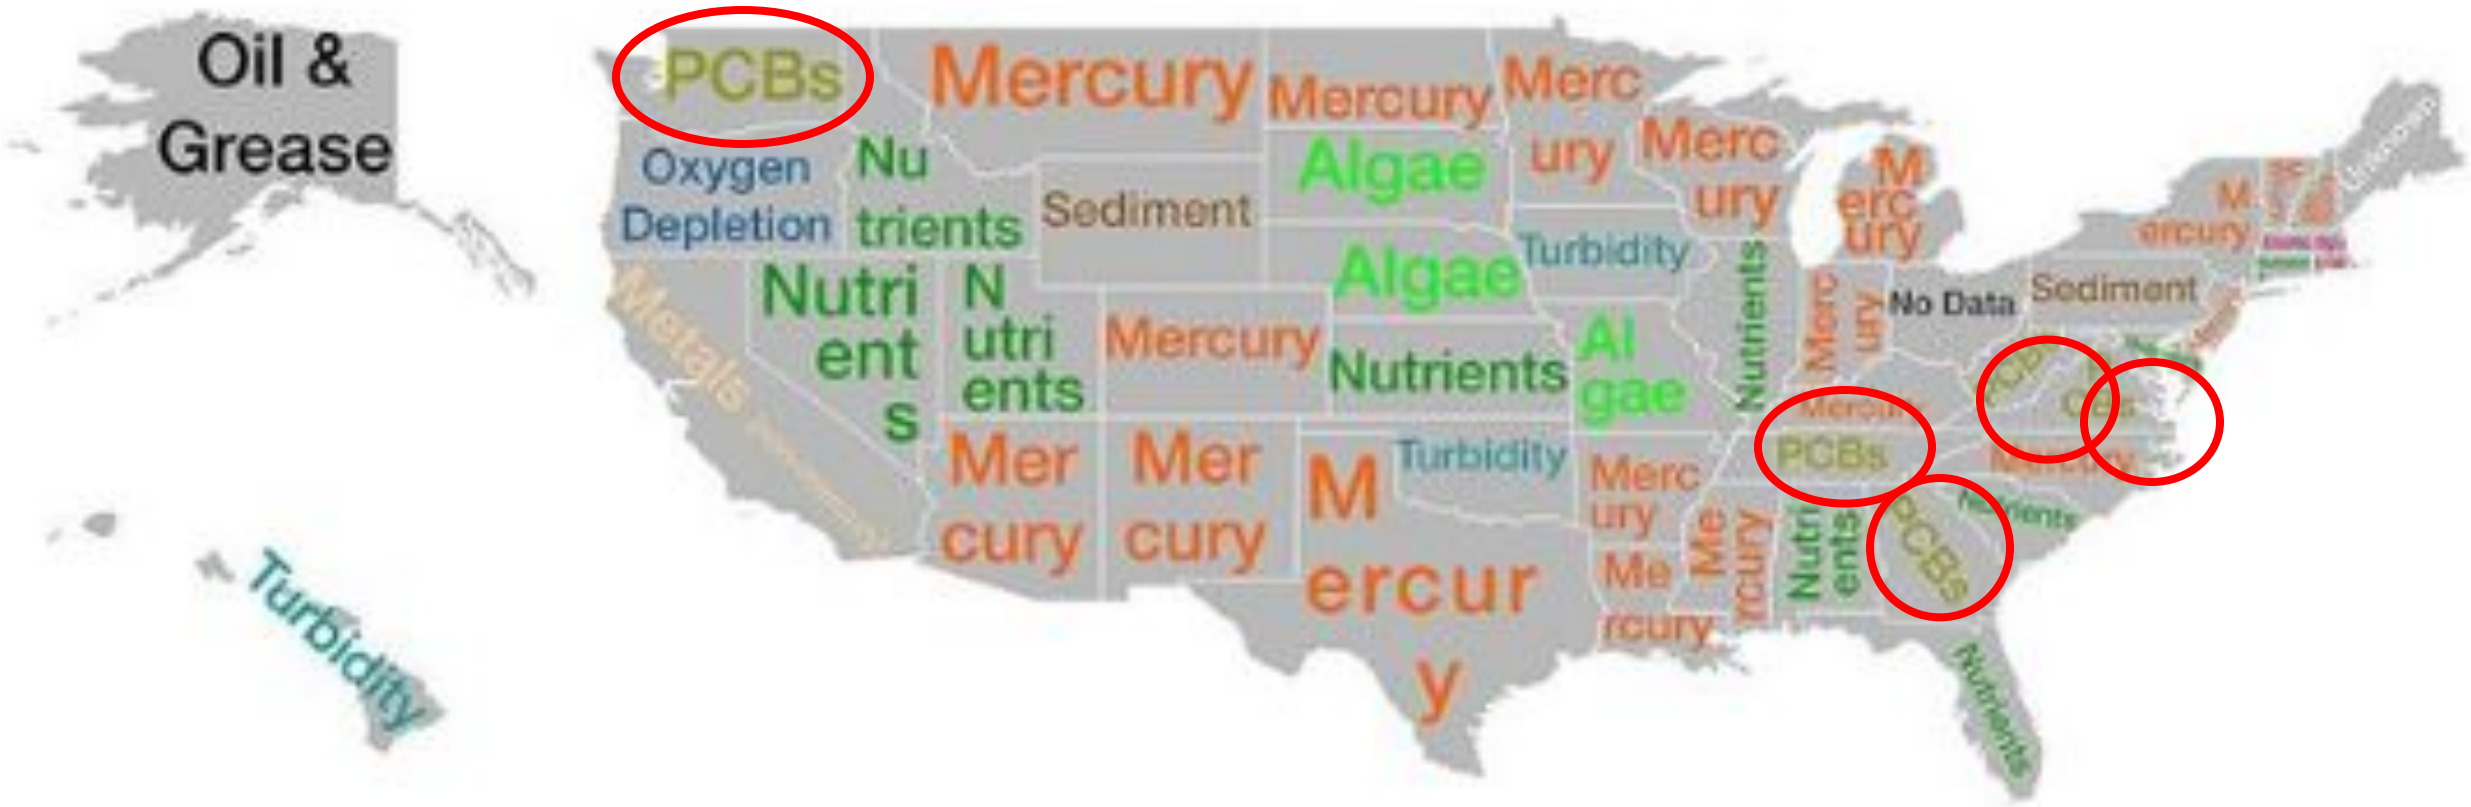 Oil &
Grease
Turbidity
PCBs
Oxygen
Depletion
Metals
Nu
trients
Nutri
ent
s
N
utri
ents
Mercury
Sediment
Mercury
Mer
cury
Mer
cury
Mercury
Algae
Algae
Nutrients
Turbidity
M
ercur
y
Merc
ury
Turbidity
Al
gae
Merc
ury
Me
rcury
Merc
ury
Nutrients
M
erc
ury
Merc
ury
No Data
Mercury
PCBs
Me
rcury
Nutri
ents
PCBs
Nutrients
Nutrients
Mercury
Sediment
M
ercury